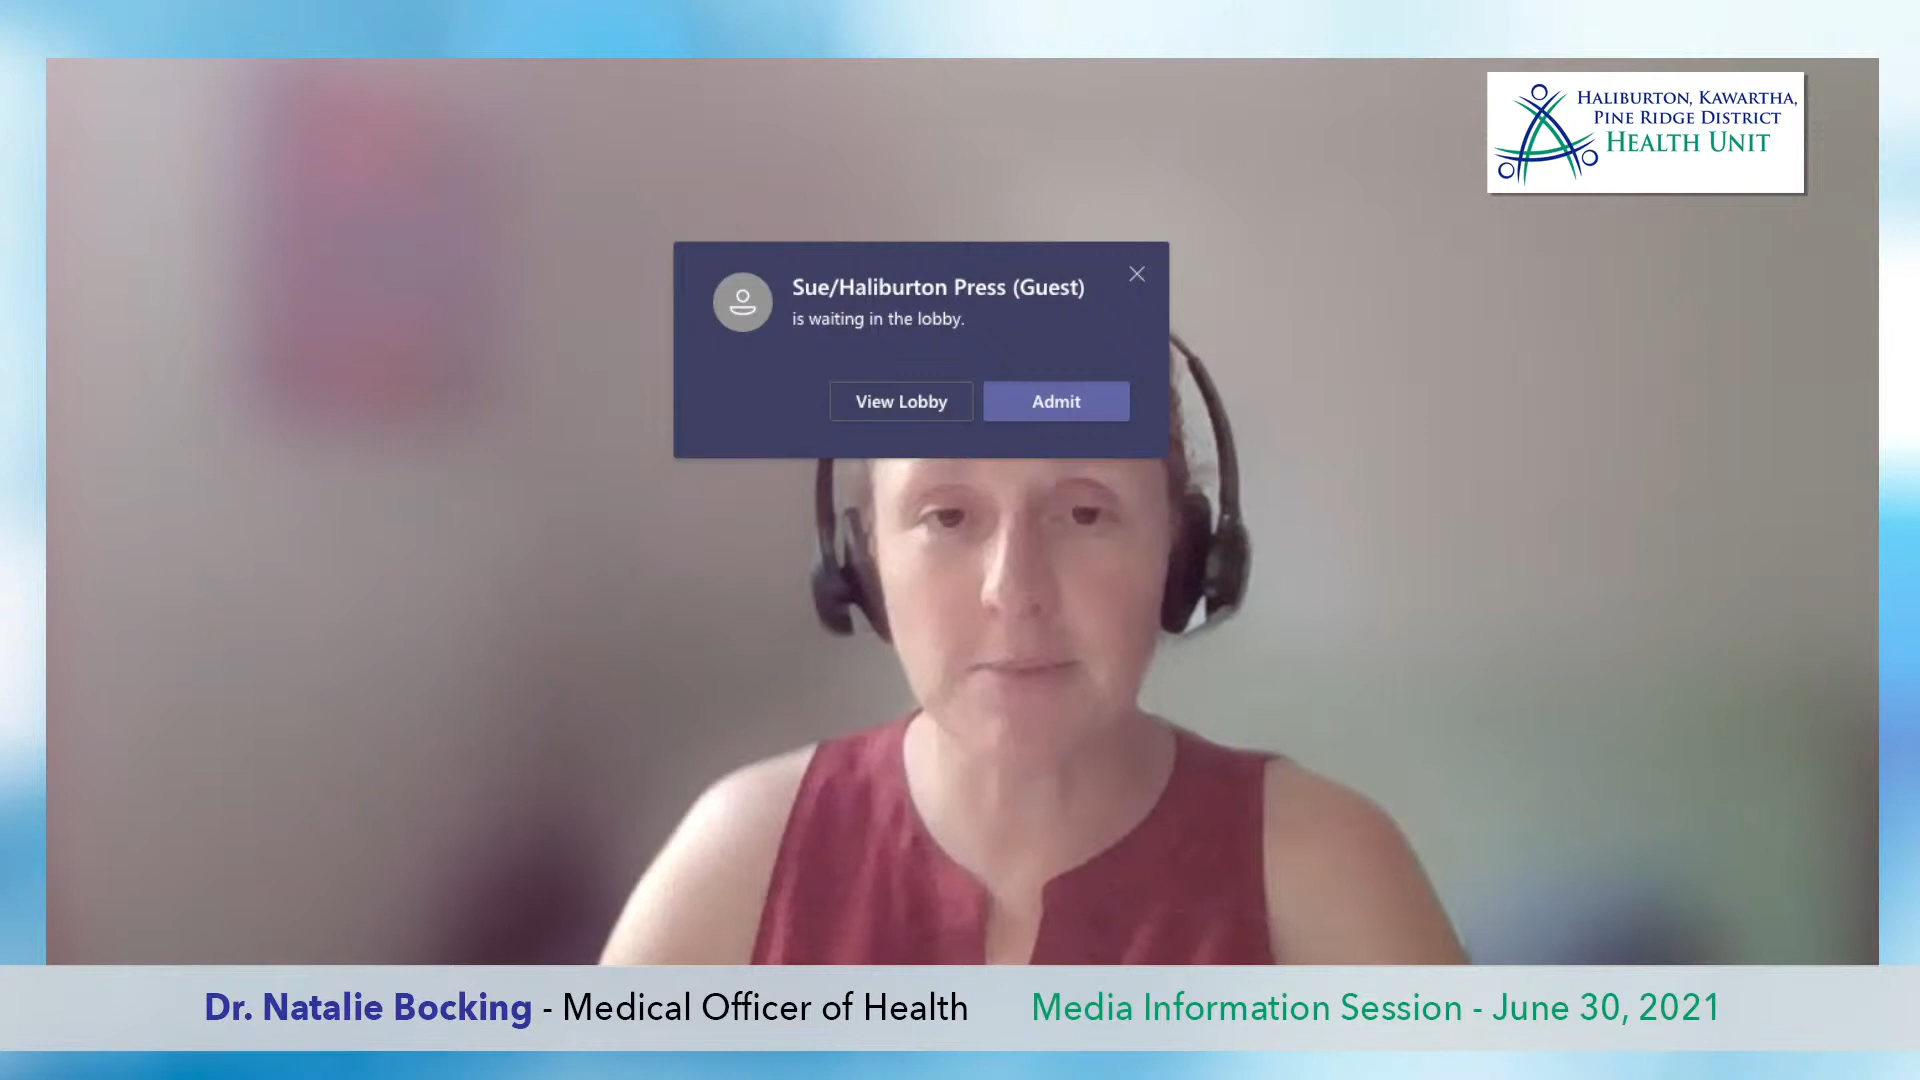 HALIBURTON, KAWARTHA,
PINE RIDGE DISTRICT
HEALTH UNIT
Sue/Haliburton Press (Guest)
is waiting in the lobby.
View Lobby
Admit
Dr. Natalie Bocking - Medical Officer of Health
Media Information Session - June 30, 2021